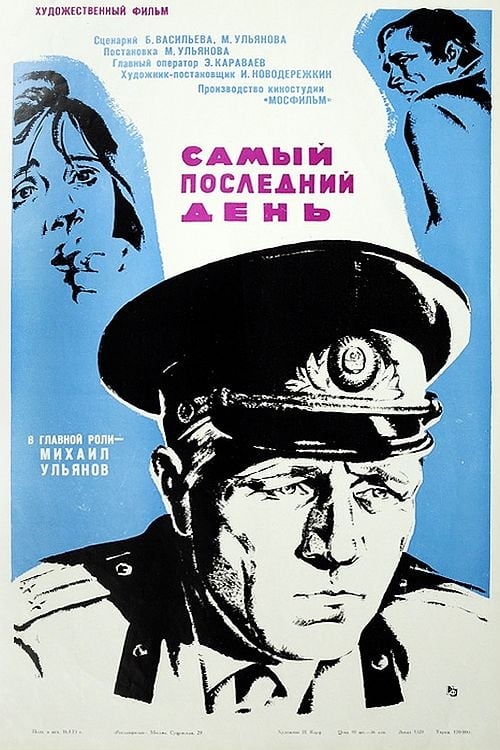 ХУДОЖЕСТВЕННЫЙ ФИЛЬМ
Сценарий Б. ВАСИЛЬЕВА, М. УЛЬЯНОВА
Постановка М. УЛЬЯНОВА
Главный оператор Э. КАРАВАЕВ
Художник-постановщик И. НОВОДЕРЕЖКИН
Производство киностудии
«МОСФИЛЬМ»
САМЫЙ
ПОСЛЕДНИЙ
ДЕНЬ
В ГЛАВНОЙ РОЛИ—
МИХАИЛ
УЛЬЯНОВ